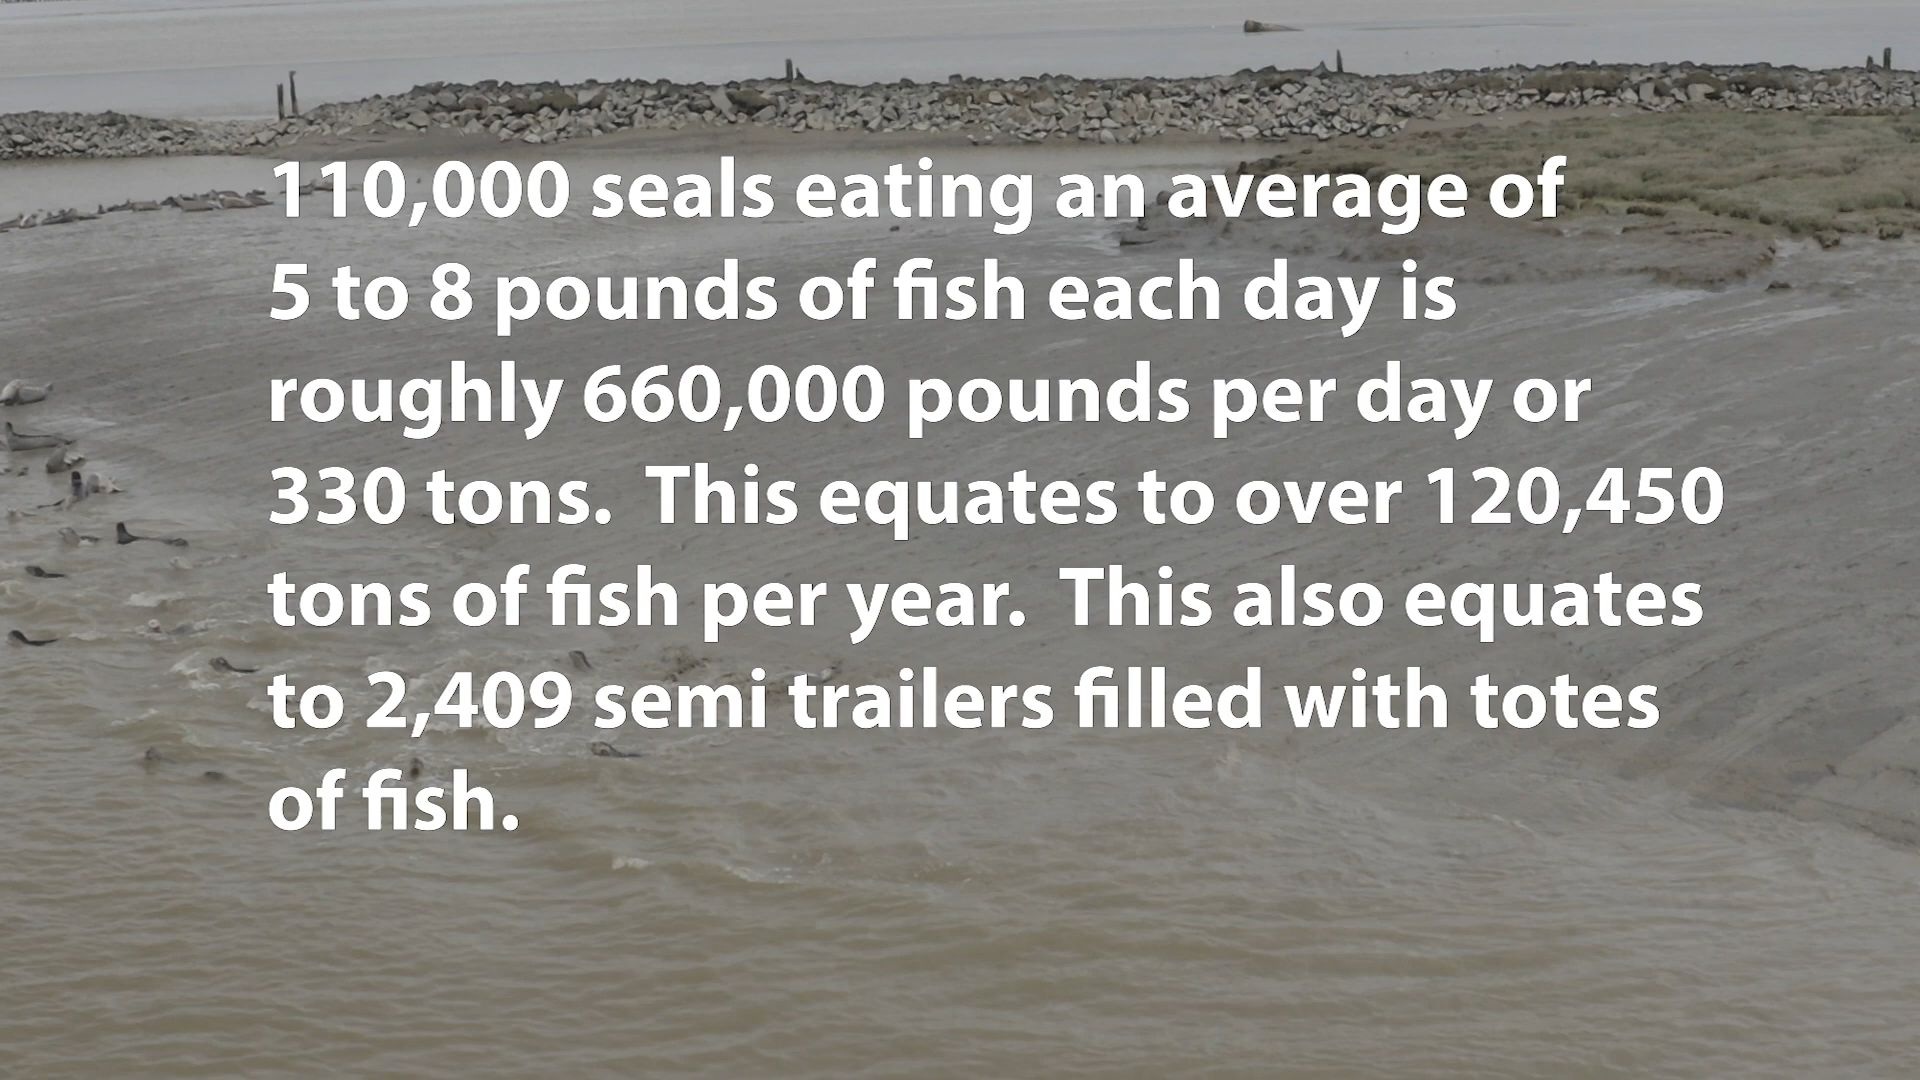 110,000 seals eating an average of
5 to 8 pounds of fish each day is
roughly 660,000 pounds per day or
330 tons.  This equates to over 120,450
tons of fish per year.  This also equates
to 2,409 semi trailers filled with totes
of fish.